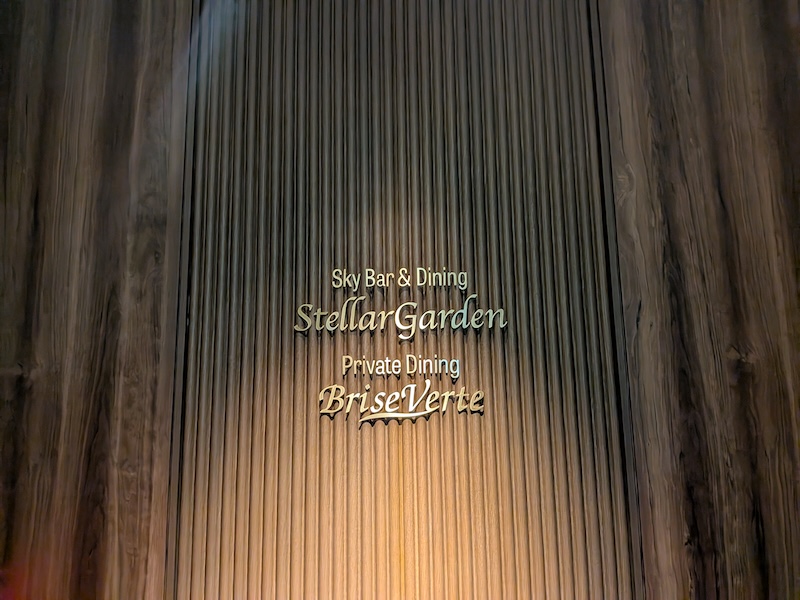 Sky Bar & Dining
StellarGarden
Private Dining
BriseVerte